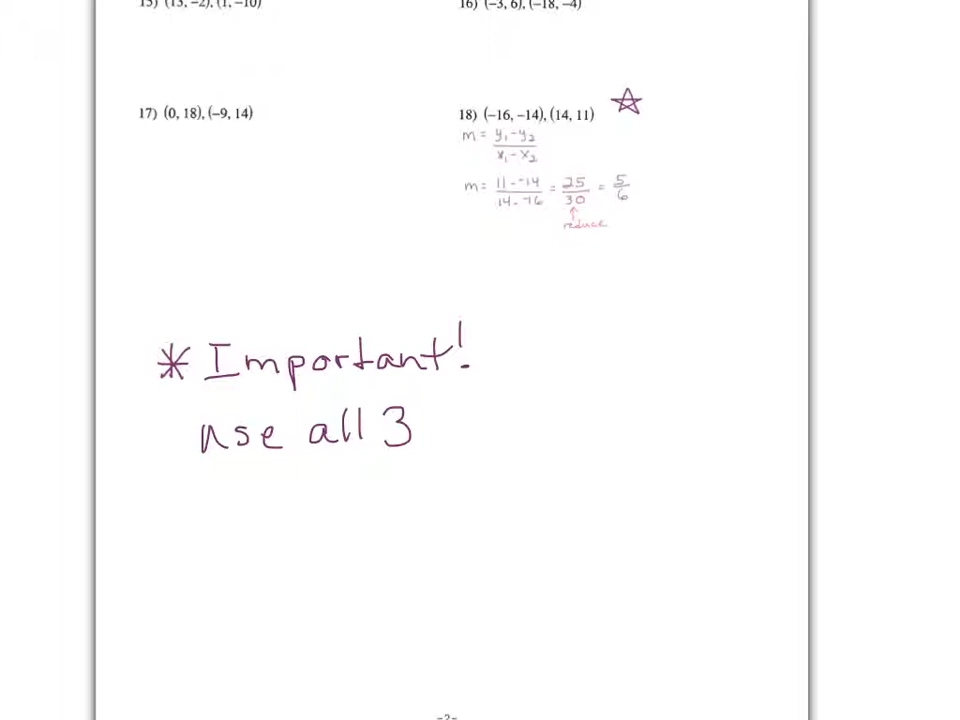 15) (13, −2), (1, −10)
16) (−3, 6), (−18, −4)
17) (0, 18), (−9, 14)
18) (−16, −14), (14, 11)
m = y₁-y₂ / x₁-x₂
m = 11 - -14 / 14 - -16 = 25/30 = 5/6
reduce
* Important!
use all 3
-2-